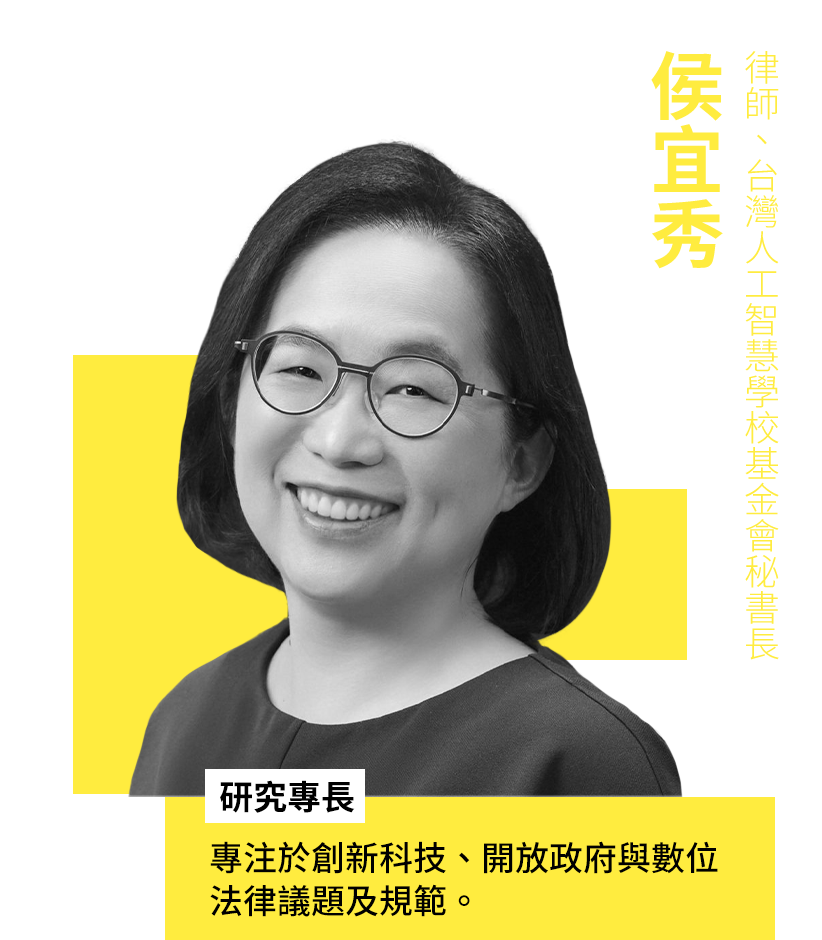 律師、台灣人工智慧學校基金會秘書長
侯宜秀
研究專長
專注於創新科技、開放政府與數位
法律議題及規範。